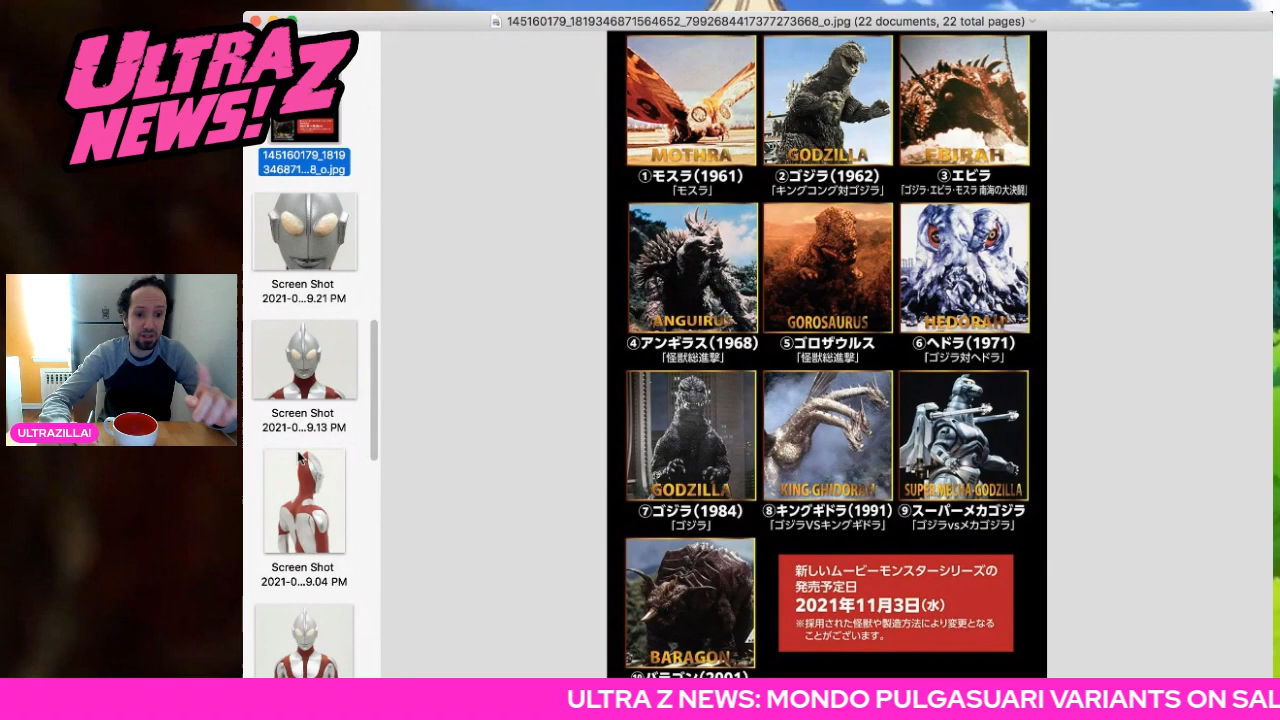 145160179_1819346871564652_7992684417377273668_o.jpg (22 documents, 22 total pages)
ULTRA Z
NEWS!
145160179_1819
346871...8_o.jpg
Screen Shot
2021-0...9.21 PM
Screen Shot
2021-0...9.13 PM
Screen Shot
2021-0...9.04 PM
ULTRAZILLA!
MOTHRA
①モスラ(1961)
「モスラ」
GODZILLA
②ゴジラ(1962)
「キングコング対ゴジラ」
EBIRAH
③エビラ
「ゴジラ・エビラ・モスラ 南海の大決闘」
ANGUIRUS
④アンギラス(1968)
「怪獣総進撃」
GOROSAURUS
⑤ゴロザウルス
「怪獣総進撃」
HEDORAH
⑥ヘドラ(1971)
「ゴジラ対ヘドラ」
GODZILLA
⑦ゴジラ(1984)
「ゴジラ」
KING GHIDORAH
⑧キングギドラ(1991)
「ゴジラVSキングギドラ」
SUPER MECHA-GODZILLA
⑨スーパーメカゴジラ
「ゴジラvsメカゴジラ」
BARAGON
⑩バラゴン(2001)
新しいムービーモンスターシリーズの
発売予定日
2021年11月3日(水)
※採用された怪獣や製造方法により変更となる
ことがございます。
ULTRA Z NEWS: MONDO PULGASUARI VARIANTS ON SAL